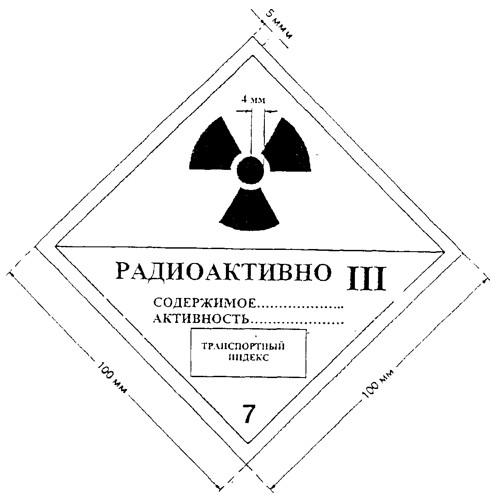 5 мм
4 мм
РАДИОАКТИВНО III
СОДЕРЖИМОЕ...................
АКТИВНОСТЬ.....................
ТРАНСПОРТНЫЙ
ИНДЕКС
7
100 мм
100 мм